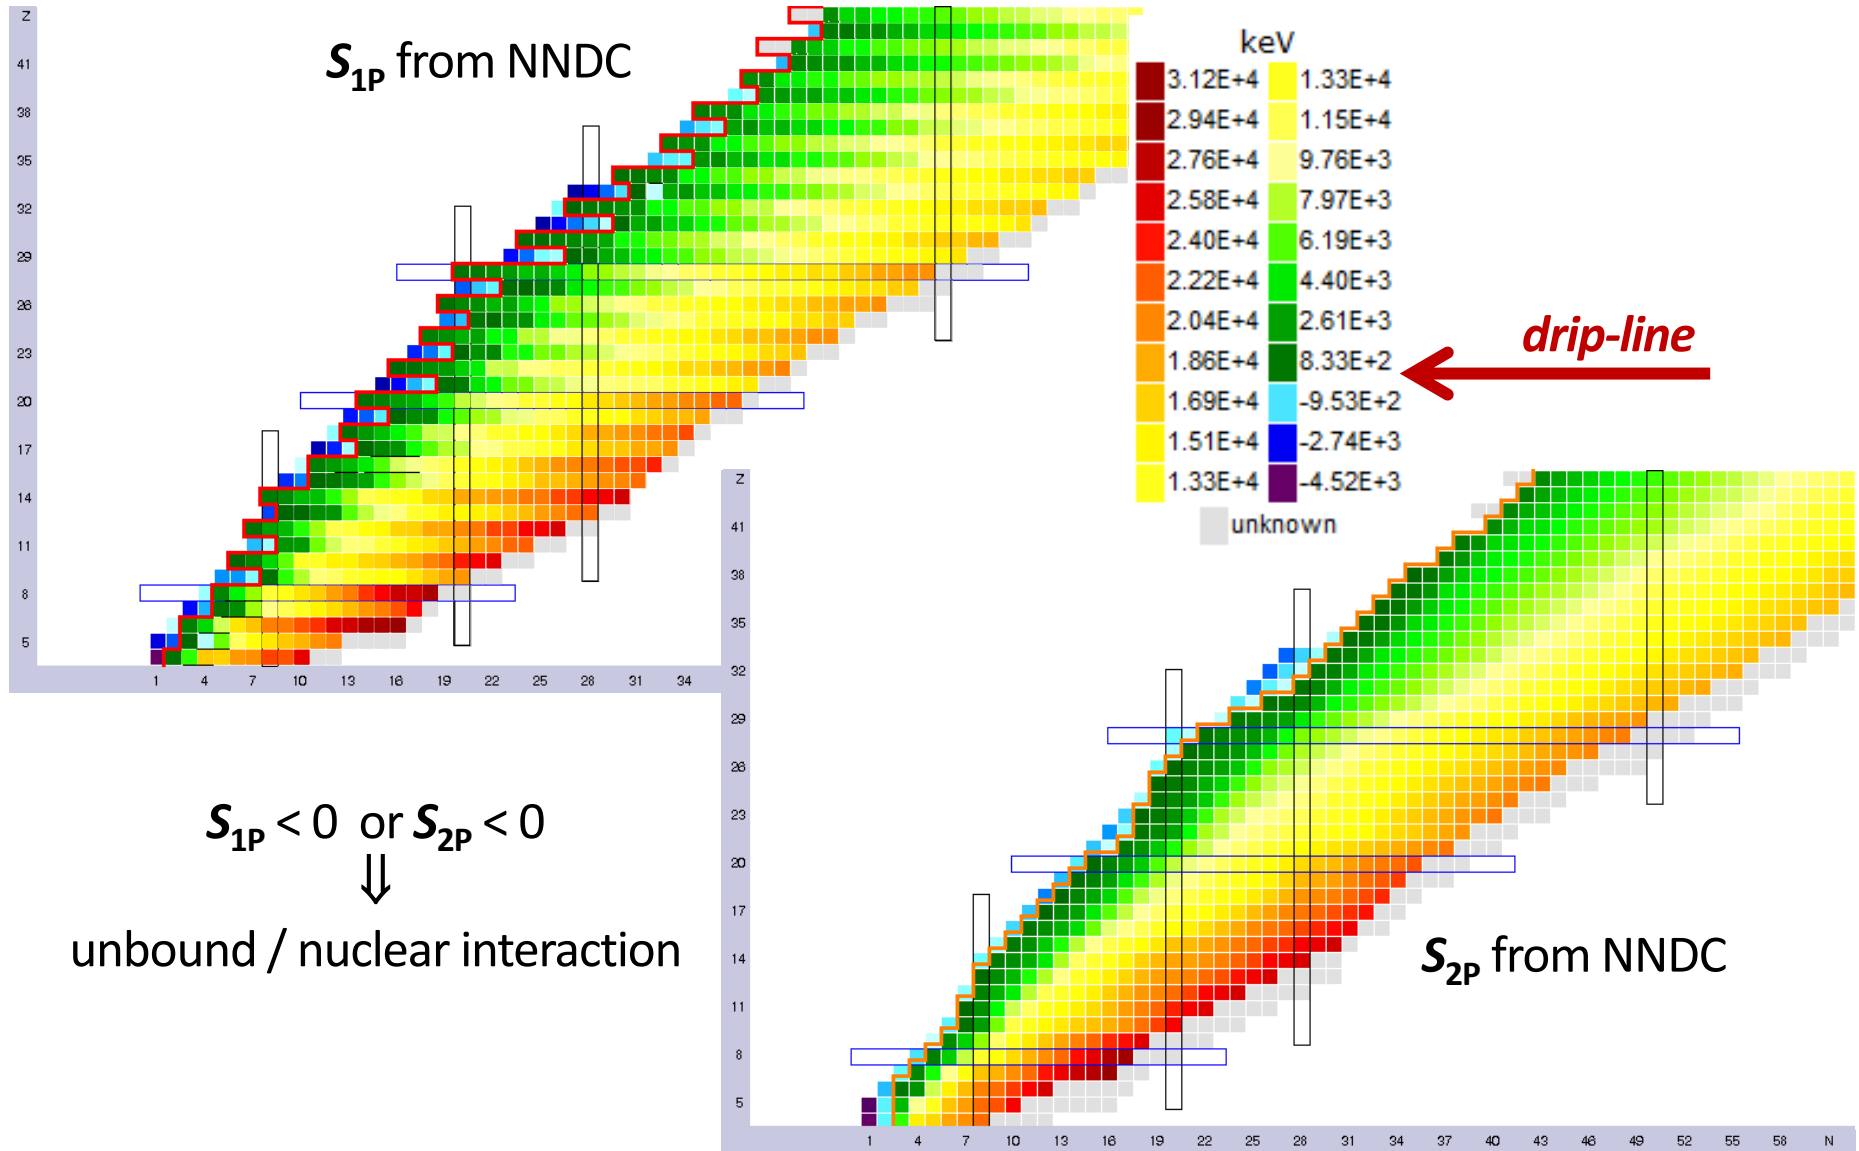 Z
41
38
35
32
29
26
23
20
17
14
11
8
5
1 4 7 10 13 16 19 22 25 28 31 34
S1P from NNDC
keV
3.12E+4 1.33E+4
2.94E+4 1.15E+4
2.76E+4 9.76E+3
2.58E+4 7.97E+3
2.40E+4 6.19E+3
2.22E+4 4.40E+3
2.04E+4 2.61E+3
1.86E+4 8.33E+2
1.69E+4 -9.53E+2
1.51E+4 -2.74E+3
1.33E+4 -4.52E+3
unknown
drip-line
S1P < 0 or S2P < 0
⇓
unbound / nuclear interaction
Z
41
38
35
32
29
26
23
20
17
14
11
8
5
1 4 7 10 13 16 19 22 25 28 31 34 37 40 43 46 49 52 55 58 N
S2P from NNDC